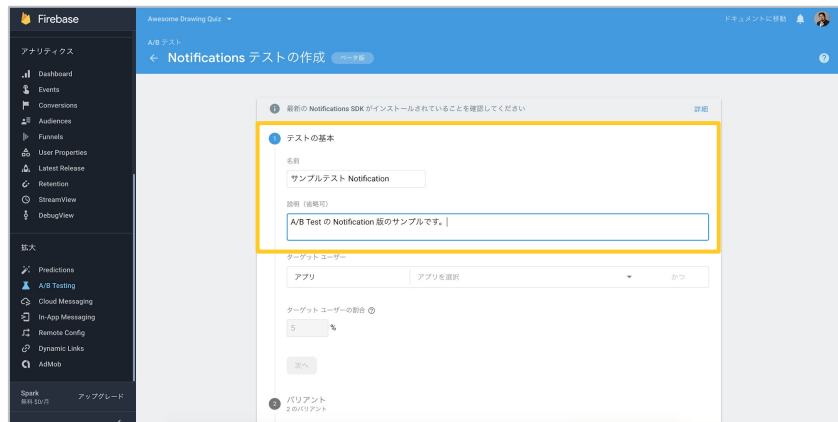 Firebase
Awesome Drawing Quiz
ドキュメントに移動
A/B テスト
← Notifications テストの作成 ベータ版
アナリティクス
Dashboard
Events
Conversions
Audiences
Funnels
User Properties
Latest Release
Retention
StreamView
DebugView
拡大
Predictions
A/B Testing
Cloud Messaging
In-App Messaging
Remote Config
Dynamic Links
AdMob
Spark
無料 $0/月
アップグレード
最新の Notifications SDK がインストールされていることを確認してください
詳細
1 テストの基本
名前
サンプルテスト Notification
説明（省略可）
A/B Test の Notification 版のサンプルです。
ターゲット ユーザー
アプリ
アプリを選択
かつ
ターゲット ユーザーの割合
5 %
次へ
2 バリアント
2 のバリアント